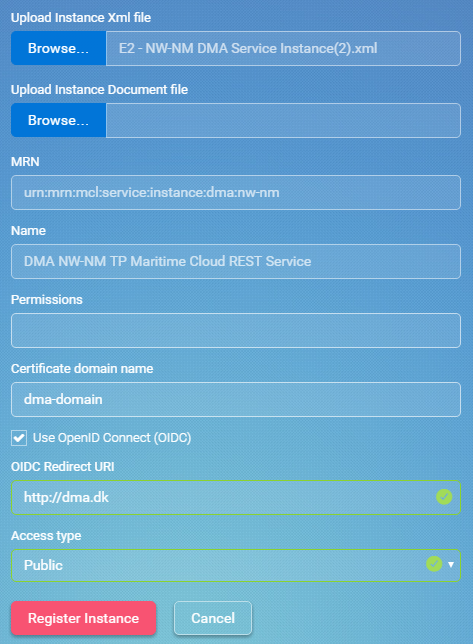 Upload Instance Xml file
Browse... E2 - NW-NM DMA Service Instance(2).xml
Upload Instance Document file
Browse...
MRN
urn:mrn:mcl:service:instance:dma:nw-nm
Name
DMA NW-NM TP Maritime Cloud REST Service
Permissions
Certificate domain name
dma-domain
Use OpenID Connect (OIDC)
OIDC Redirect URI
http://dma.dk
Access type
Public
Register Instance Cancel